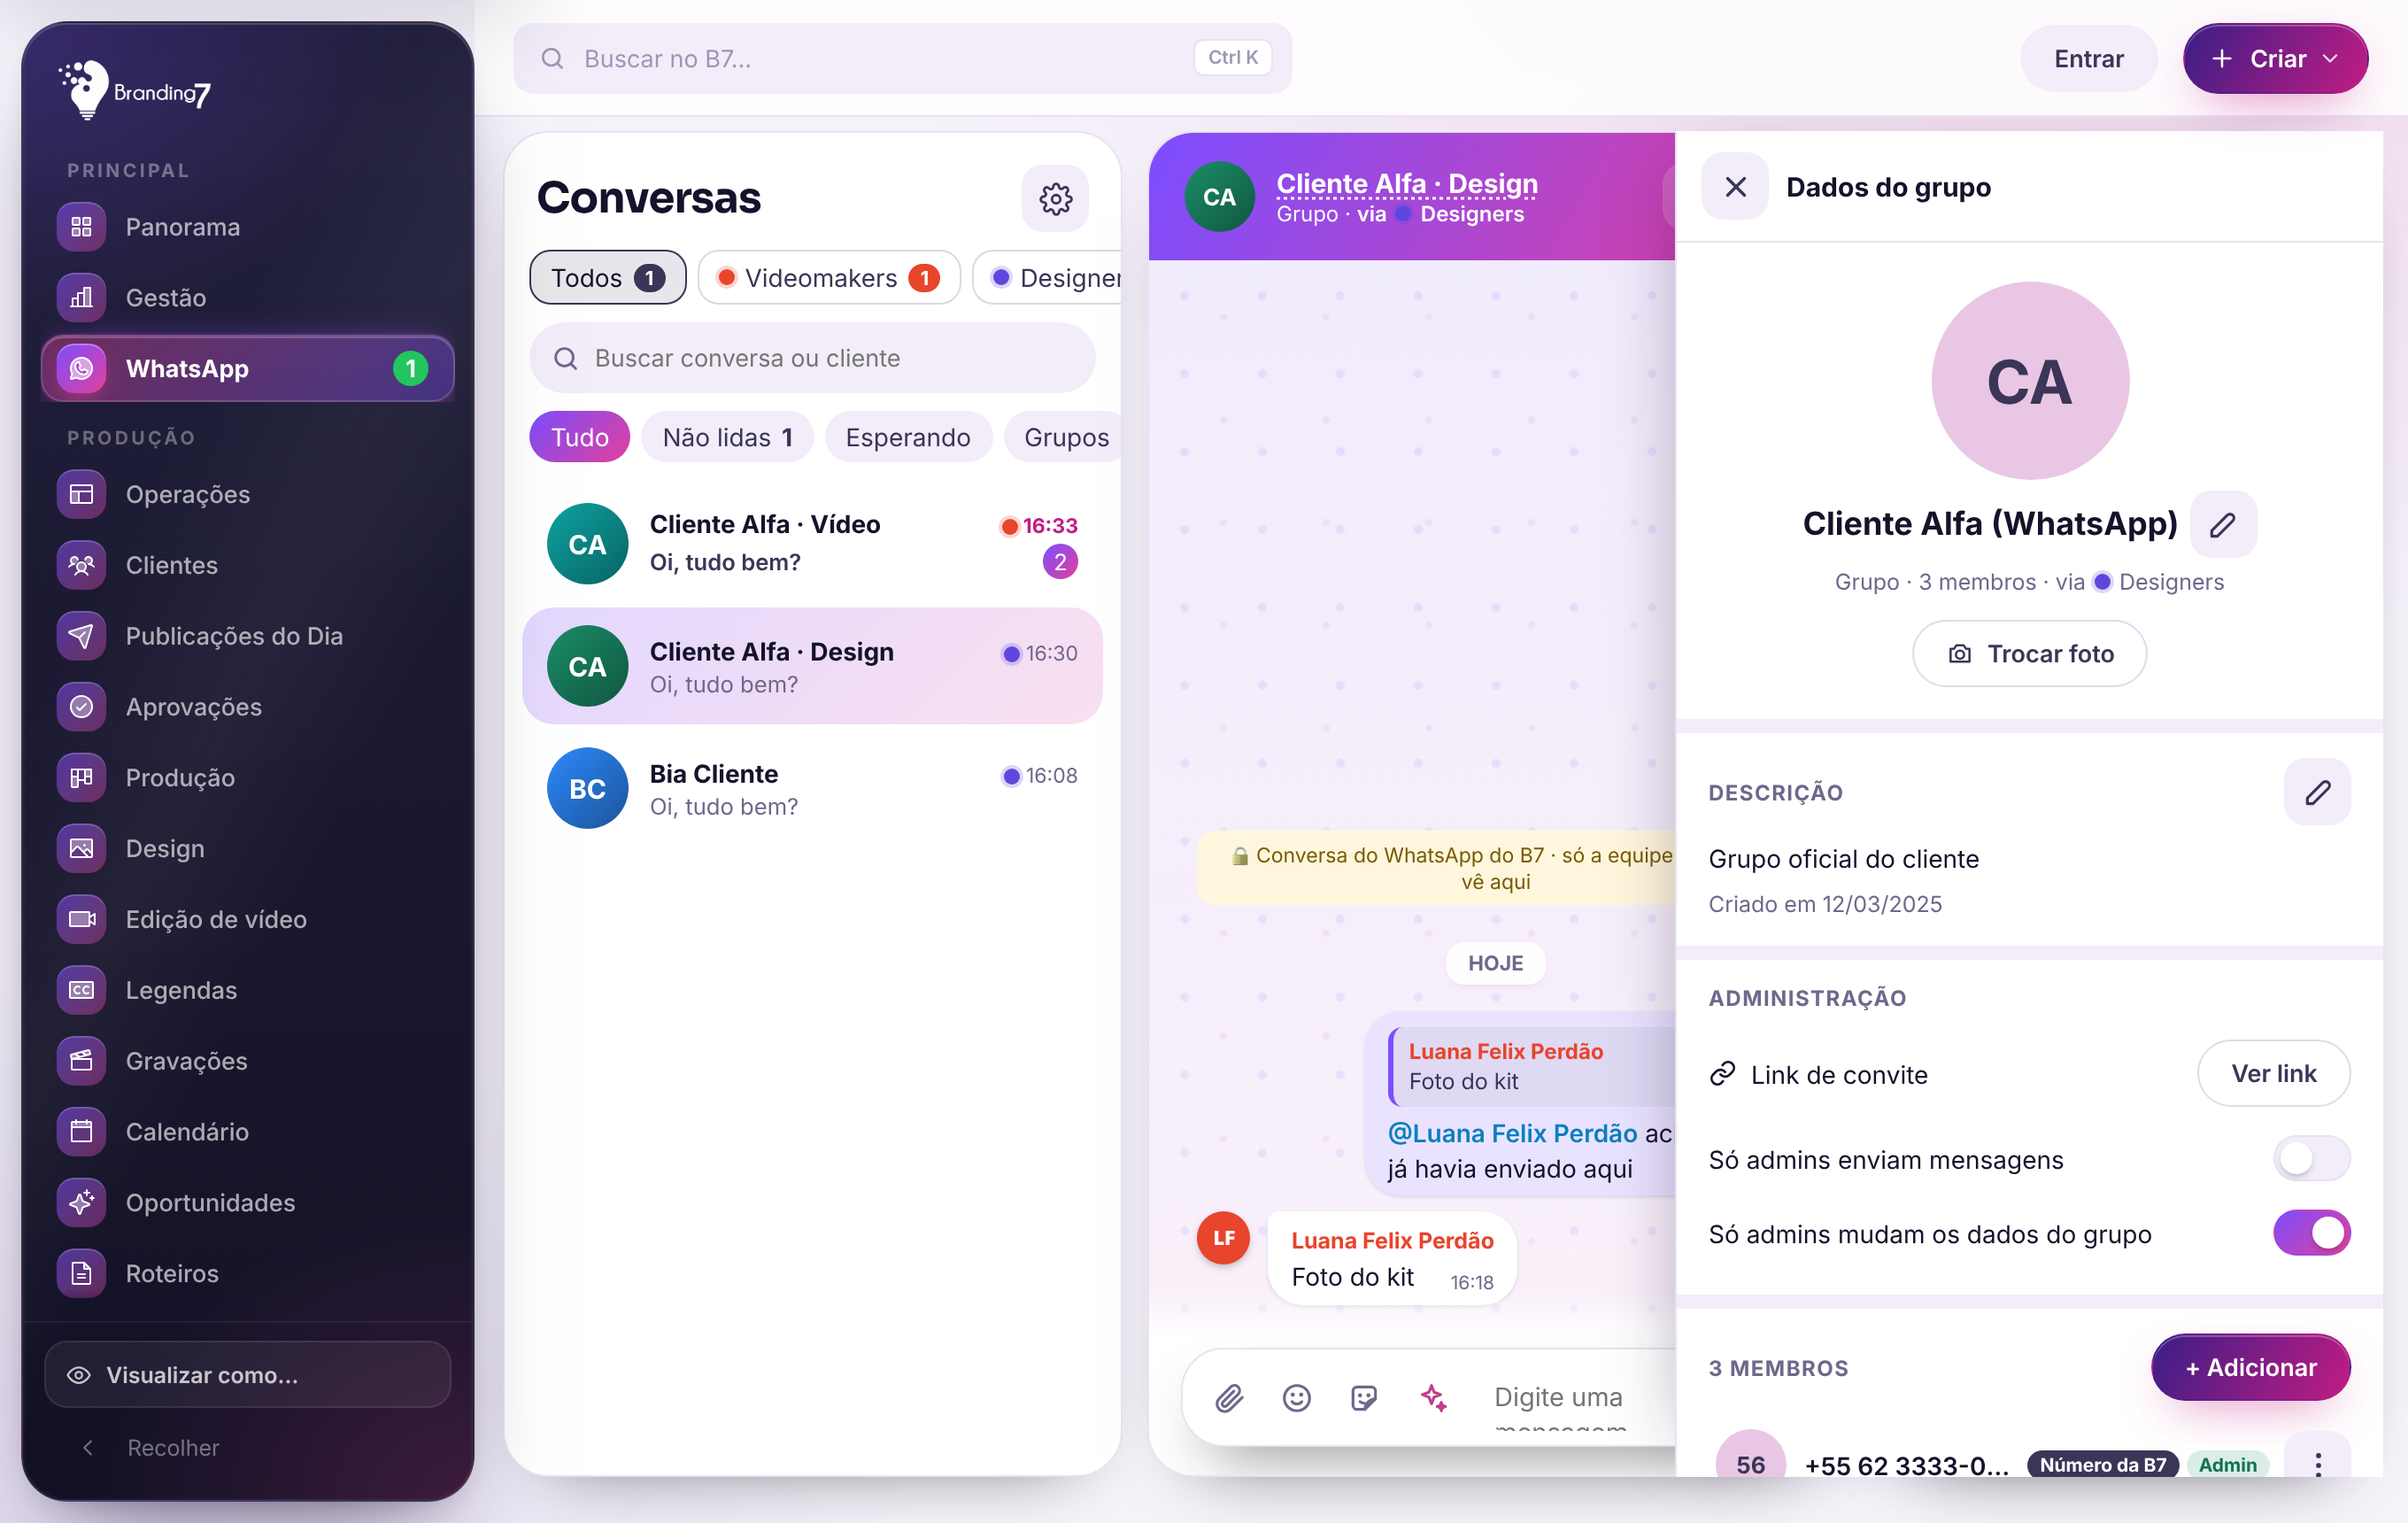 Branding7
PRINCIPAL
Panorama
Gestão
WhatsApp 1
PRODUÇÃO
Operações
Clientes
Publicações do Dia
Aprovações
Produção
Design
Edição de vídeo
CC Legendas
Gravações
Calendário
Oportunidades
Roteiros
Visualizar como...
Recolher
Buscar no B7... Ctrl K
Entrar
+ Criar
Conversas
Todos 1 Videomakers 1 Designer
Buscar conversa ou cliente
Tudo Não lidas 1 Esperando Grupos
CA Cliente Alfa · Vídeo 16:33
Oi, tudo bem? 2
CA Cliente Alfa · Design 16:30
Oi, tudo bem?
BC Bia Cliente 16:08
Oi, tudo bem?
CA Cliente Alfa · Design
Grupo · via Designers
🔒 Conversa do WhatsApp do B7 · só a equipe
vê aqui
HOJE
Luana Felix Perdão
Foto do kit
@Luana Felix Perdão ac
já havia enviado aqui
LF Luana Felix Perdão
Foto do kit 16:18
Digite uma
mensagem
Dados do grupo
CA
Cliente Alfa (WhatsApp)
Grupo · 3 membros · via Designers
Trocar foto
DESCRIÇÃO
Grupo oficial do cliente
Criado em 12/03/2025
ADMINISTRAÇÃO
Link de convite Ver link
Só admins enviam mensagens
Só admins mudam os dados do grupo
3 MEMBROS + Adicionar
56 +55 62 3333-0... Número da B7 Admin